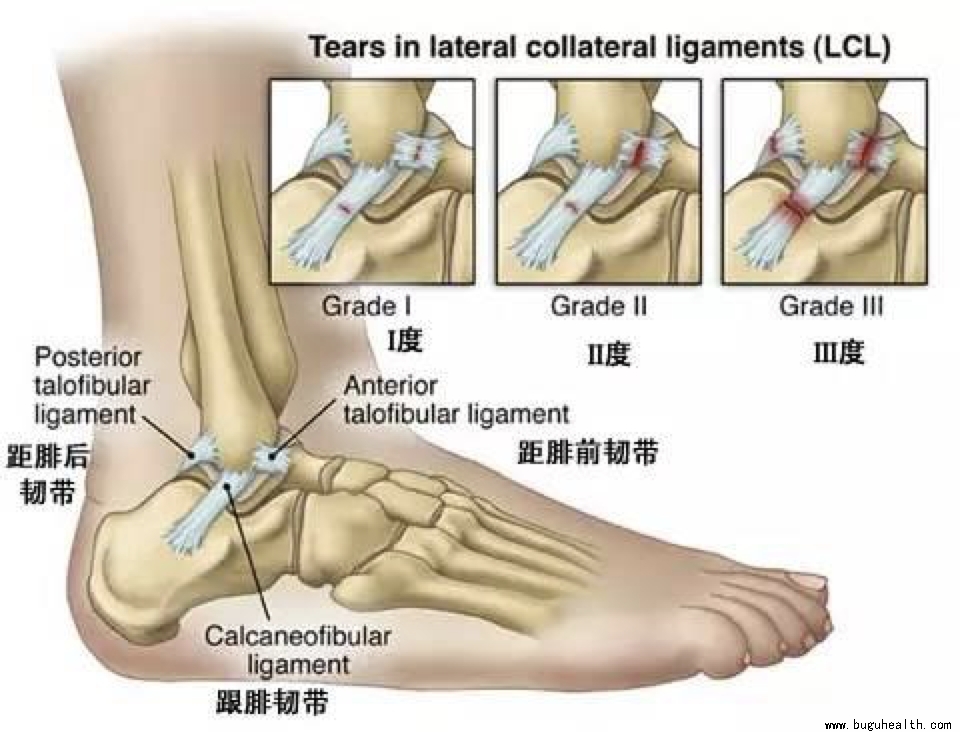 Tears in lateral collateral ligaments (LCL)
Grade I
Grade II
Grade III
I度
II度
III度
Posterior
talofibular
ligament
距腓后
韧带
Anterior
talofibular ligament
距腓前韧带
Calcaneofibular
ligament
跟腓韧带
www.buguhealth.com